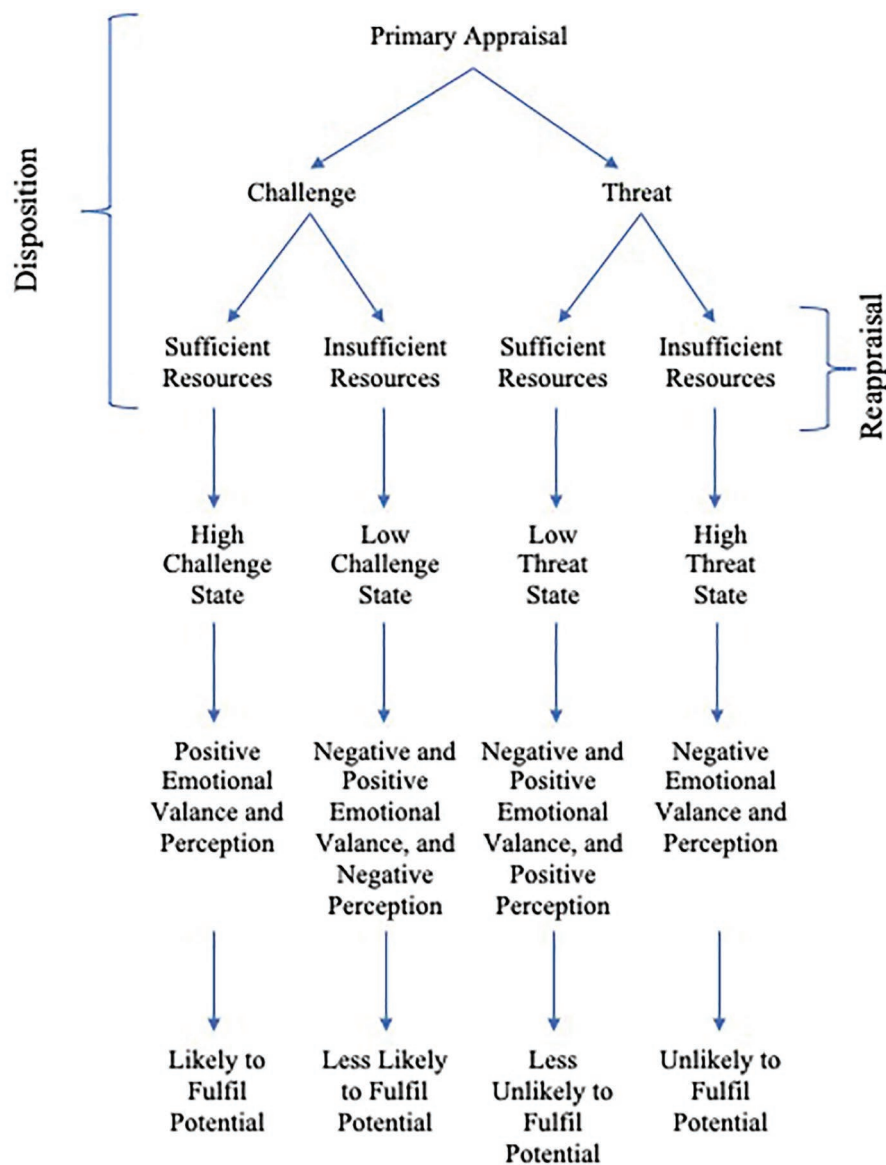 Primary Appraisal
Disposition
Challenge
Threat
Sufficient
Resources
Insufficient
Resources
Sufficient
Resources
Insufficient
Resources
Reappraisal
High
Challenge
State
Low
Challenge
State
Low
Threat
State
High
Threat
State
Positive
Emotional
Valance and
Perception
Negative and
Positive
Emotional
Valance, and
Negative
Perception
Negative and
Positive
Emotional
Valance, and
Positive
Perception
Negative
Emotional
Valance and
Perception
Likely to
Fulfil
Potential
Less Likely
to Fulfil
Potential
Less
Unlikely to
Fulfil
Potential
Unlikely to
Fulfil
Potential